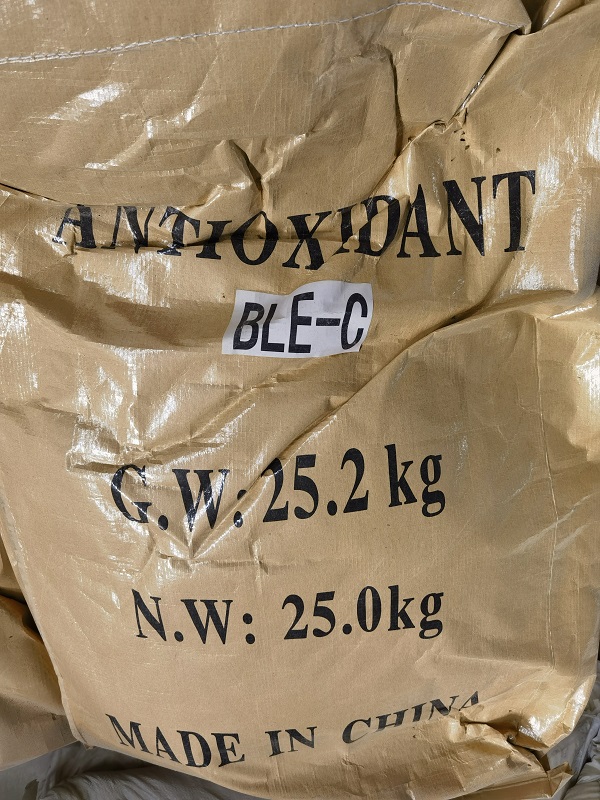 ANTIOXIDANT
BLE-C
G.W: 25.2 kg
N.W: 25.0kg
MADE IN CHINA